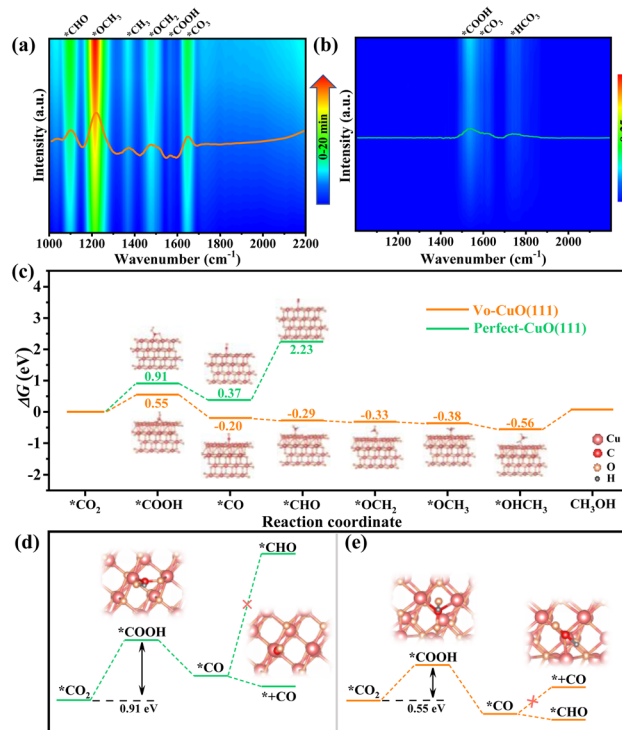 *CHO *OCH₃ *CH₃ *OCH₂ *COOH *CO₃
(a)
Intensity (a.u.)
0-20 min
1000 1200 1400 1600 1800 2000 2200
Wavenumber (cm⁻¹)
*COOH *CO₃ *HCO₃
(b)
Intensity (a.u.)
1200 1400 1600 1800 2000
Wavenumber (cm⁻¹)
(c)
Vo-CuO(111)
Perfect-CuO(111)
ΔG (eV)
4
3
2
1
0
-1
-2
0.91
0.37
2.23
0.55
-0.20
-0.29
-0.33
-0.38
-0.56
Cu
C
O
H
*CO₂ *COOH *CO *CHO *OCH₂ *OCH₃ *OHCH₃ CH₃OH
Reaction coordinate
(d)
*CHO
*COOH
*CO₂
*CO
*+CO
0.91 eV
(e)
*COOH
*CO₂
*CO
*+CO
*CHO
0.55 eV